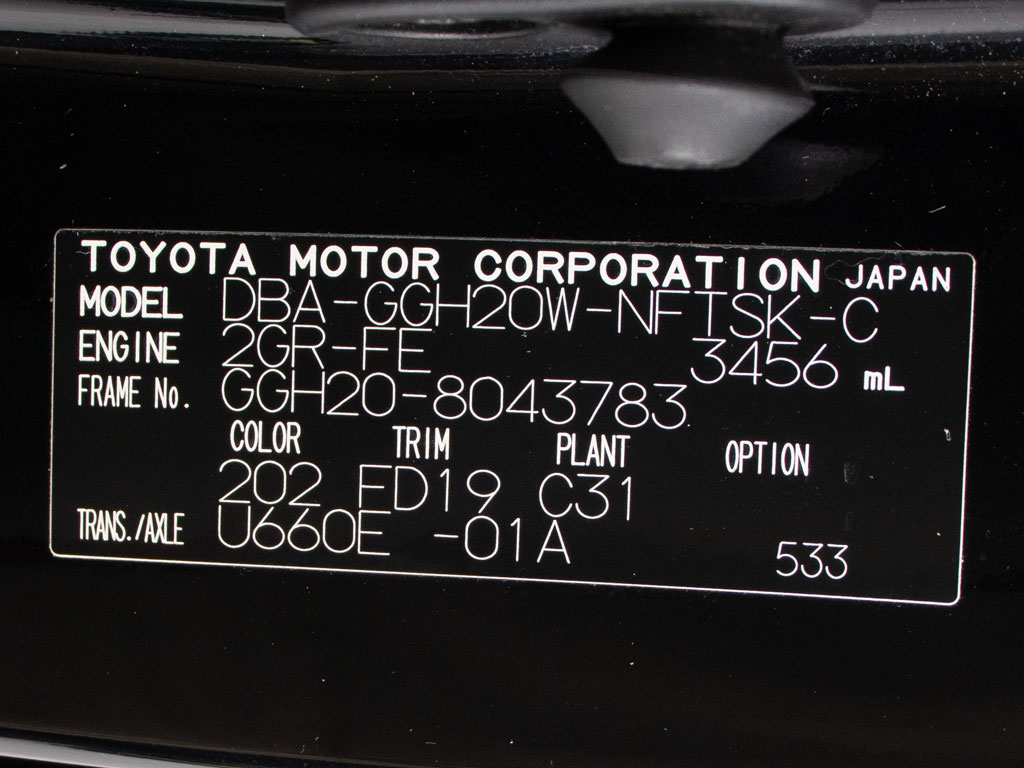 TOYOTA MOTOR CORPORATION JAPAN
MODEL DBA-GGH20W-NFTSK-C
ENGINE 2GR-FE 3456 mL
FRAME No. GGH20-8043783
COLOR TRIM PLANT OPTION
202 FD19 C31
TRANS./AXLE U660E -01A 533